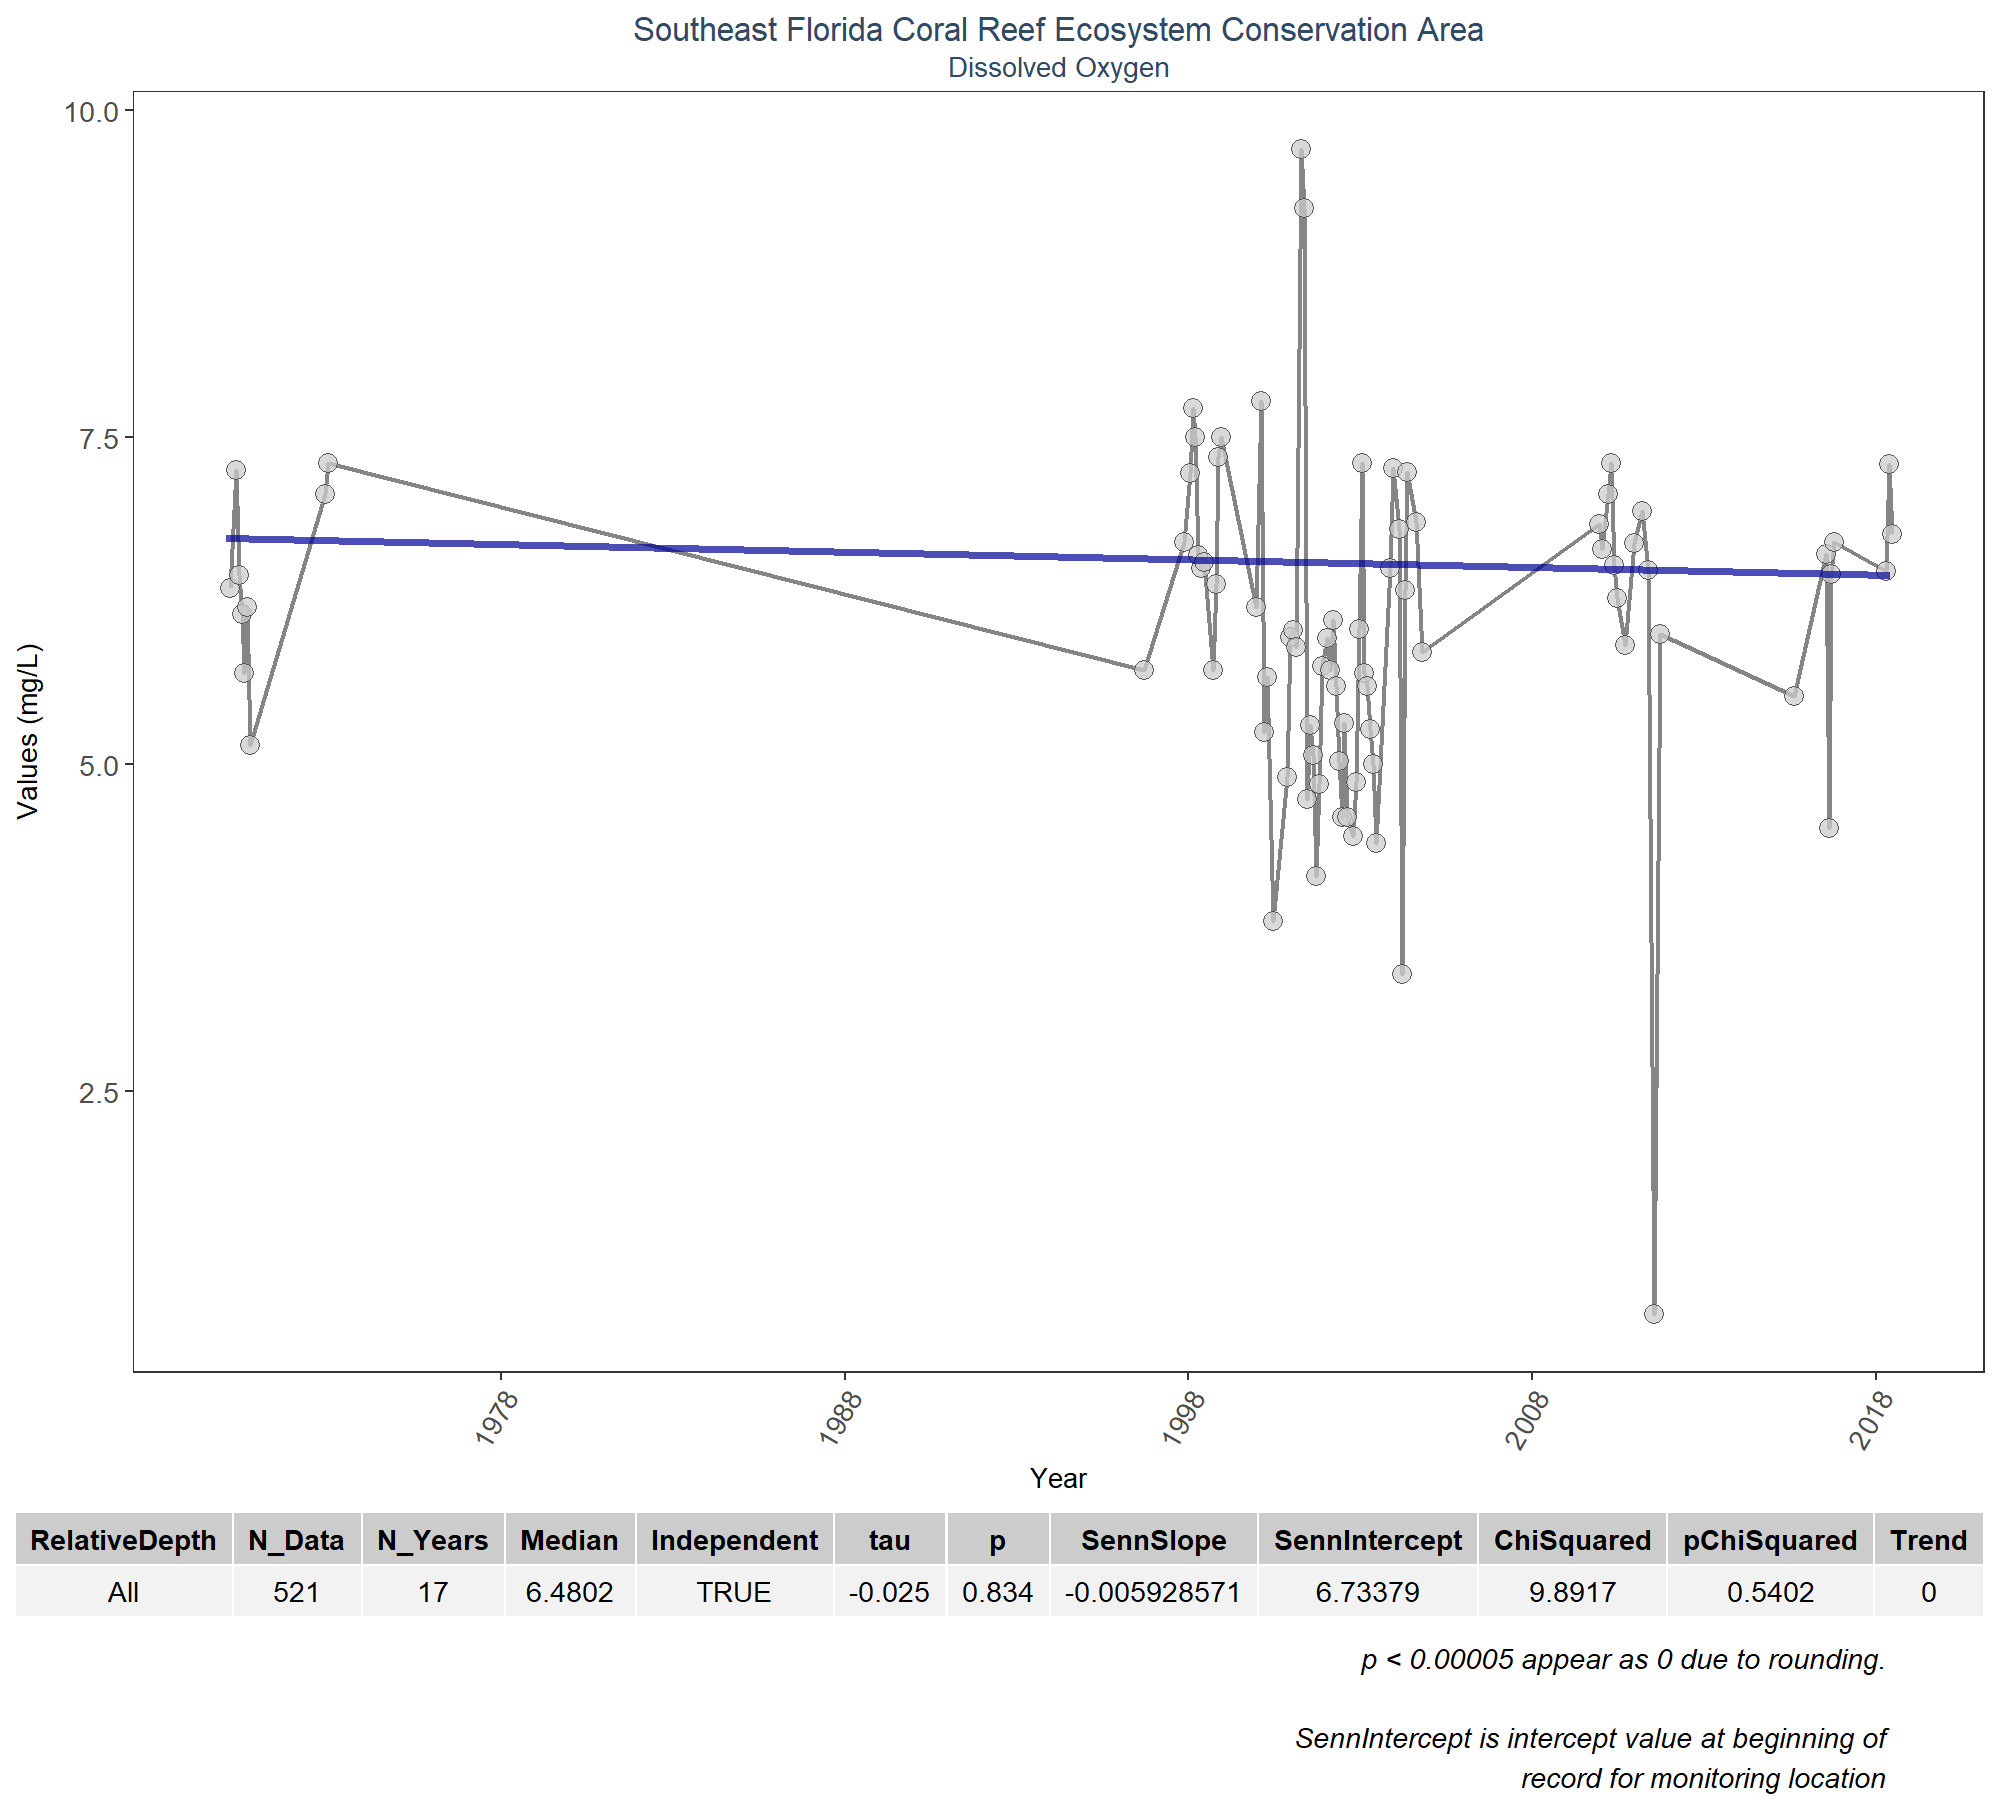 Southeast Florida Coral Reef Ecosystem Conservation Area
Dissolved Oxygen
10.0
7.5
5.0
2.5
Values (mg/L)
1978
1988
1998
2008
2018
Year
RelativeDepth N_Data N_Years Median Independent tau p SennSlope SennIntercept ChiSquared pChiSquared Trend
All 521 17 6.4802 TRUE -0.025 0.834 -0.005928571 6.73379 9.8917 0.5402 0
p < 0.00005 appear as 0 due to rounding.
SennIntercept is intercept value at beginning of
record for monitoring location